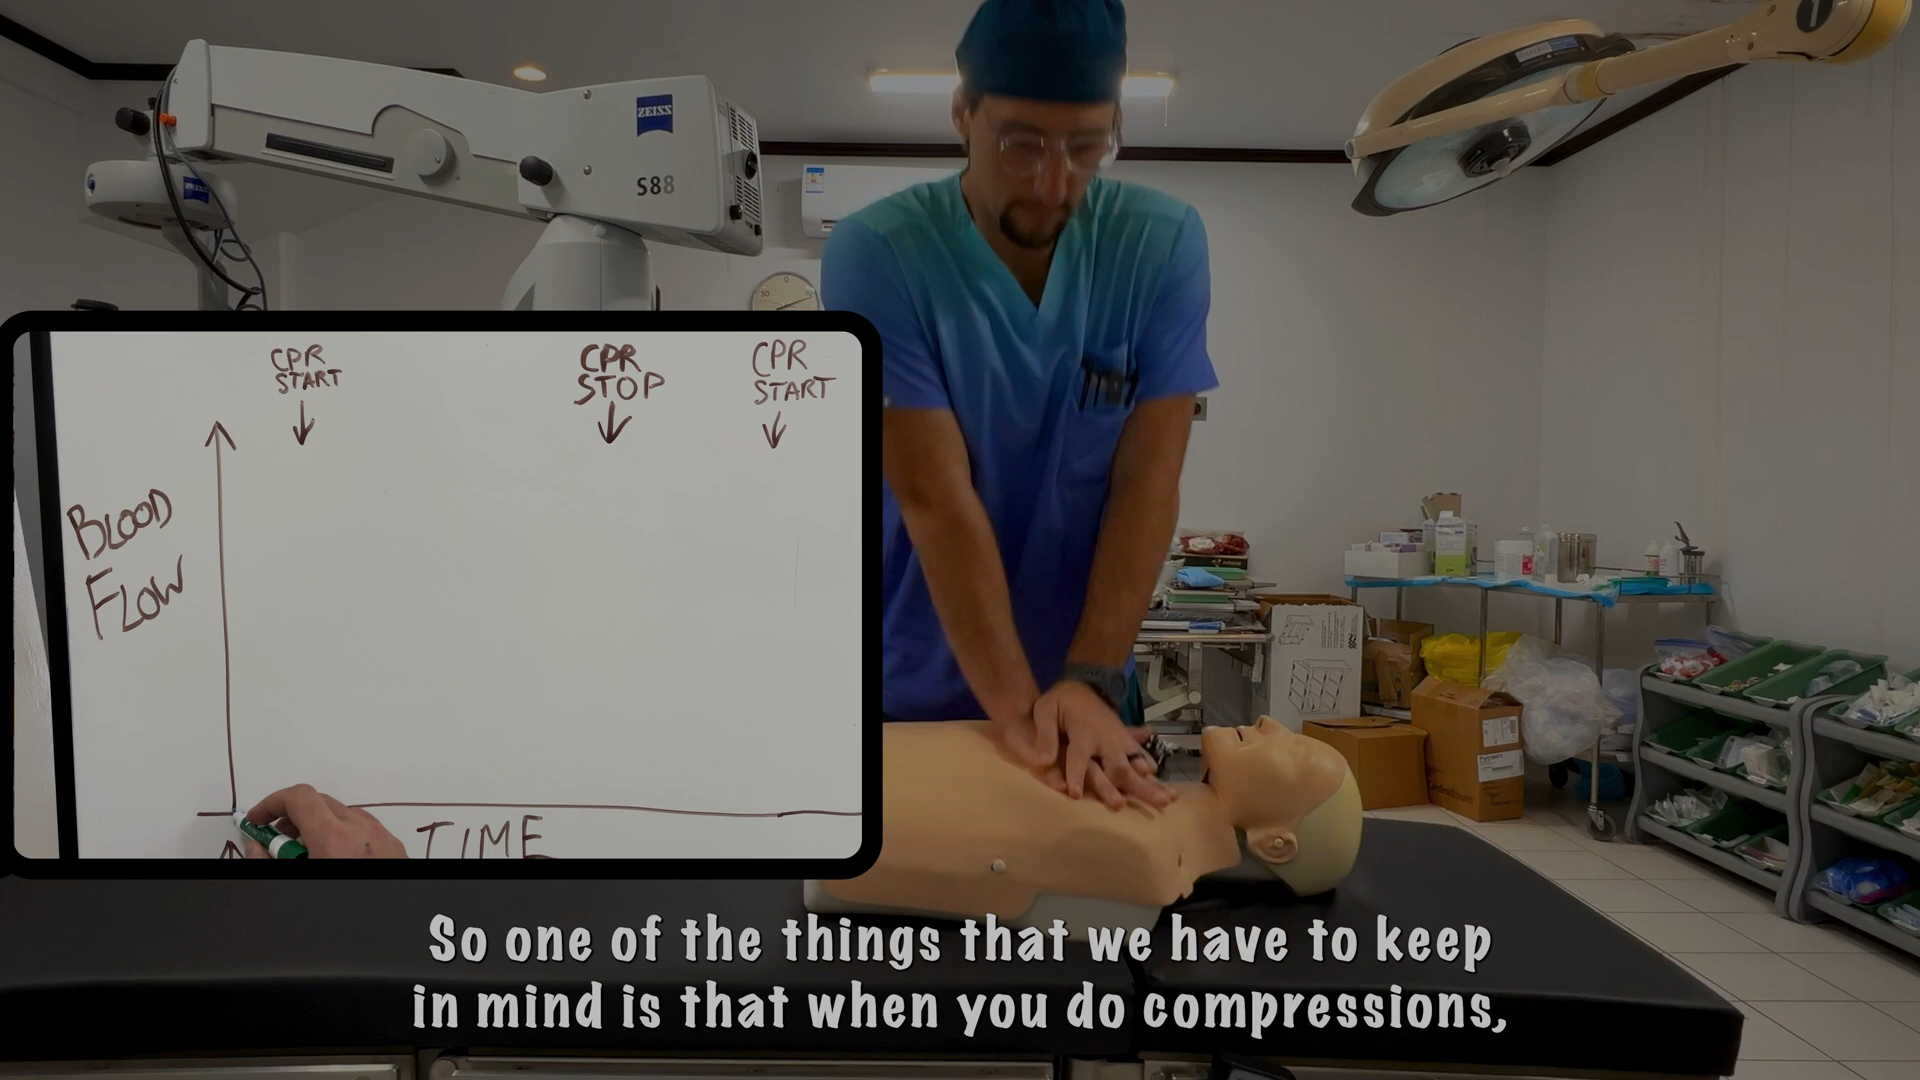 ZEISS
S88
1
CPR
START
CPR
STOP
CPR
START
BLOOD
FLOW
TIME
So one of the things that we have to keep
in mind is that when you do compressions,